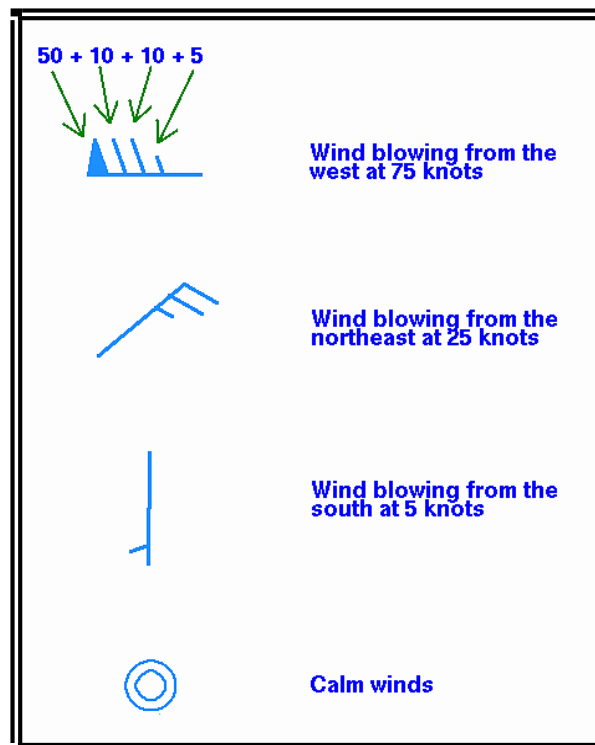 50 + 10 + 10 + 5
Wind blowing from the
west at 75 knots
Wind blowing from the
northeast at 25 knots
Wind blowing from the
south at 5 knots
Calm winds